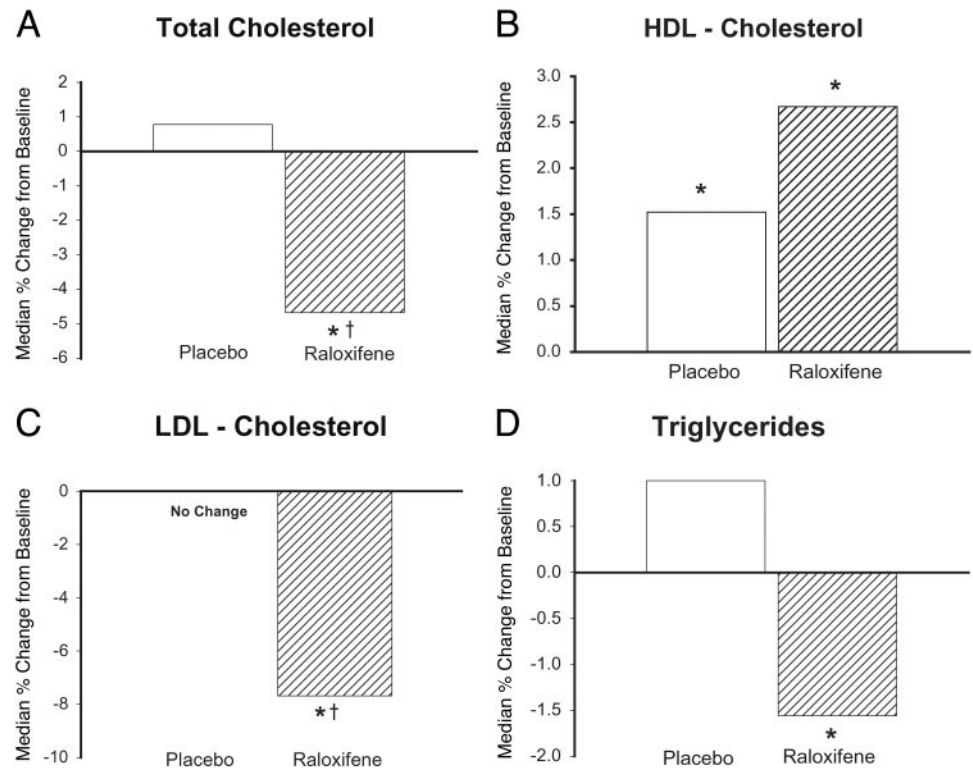 A
Total Cholesterol
Median % Change from Baseline
2
1
0
-1
-2
-3
-4
-5
-6
* †
Placebo
Raloxifene
B
HDL - Cholesterol
Median % Change from Baseline
3.0
2.5
2.0
1.5
1.0
0.5
0.0
*
*
Placebo
Raloxifene
C
LDL - Cholesterol
Median % Change from Baseline
0
-2
-4
-6
-8
-10
No Change
*†
Placebo
Raloxifene
D
Triglycerides
Median % Change from Baseline
1.0
0.5
0.0
-0.5
-1.0
-1.5
-2.0
*
Placebo
Raloxifene